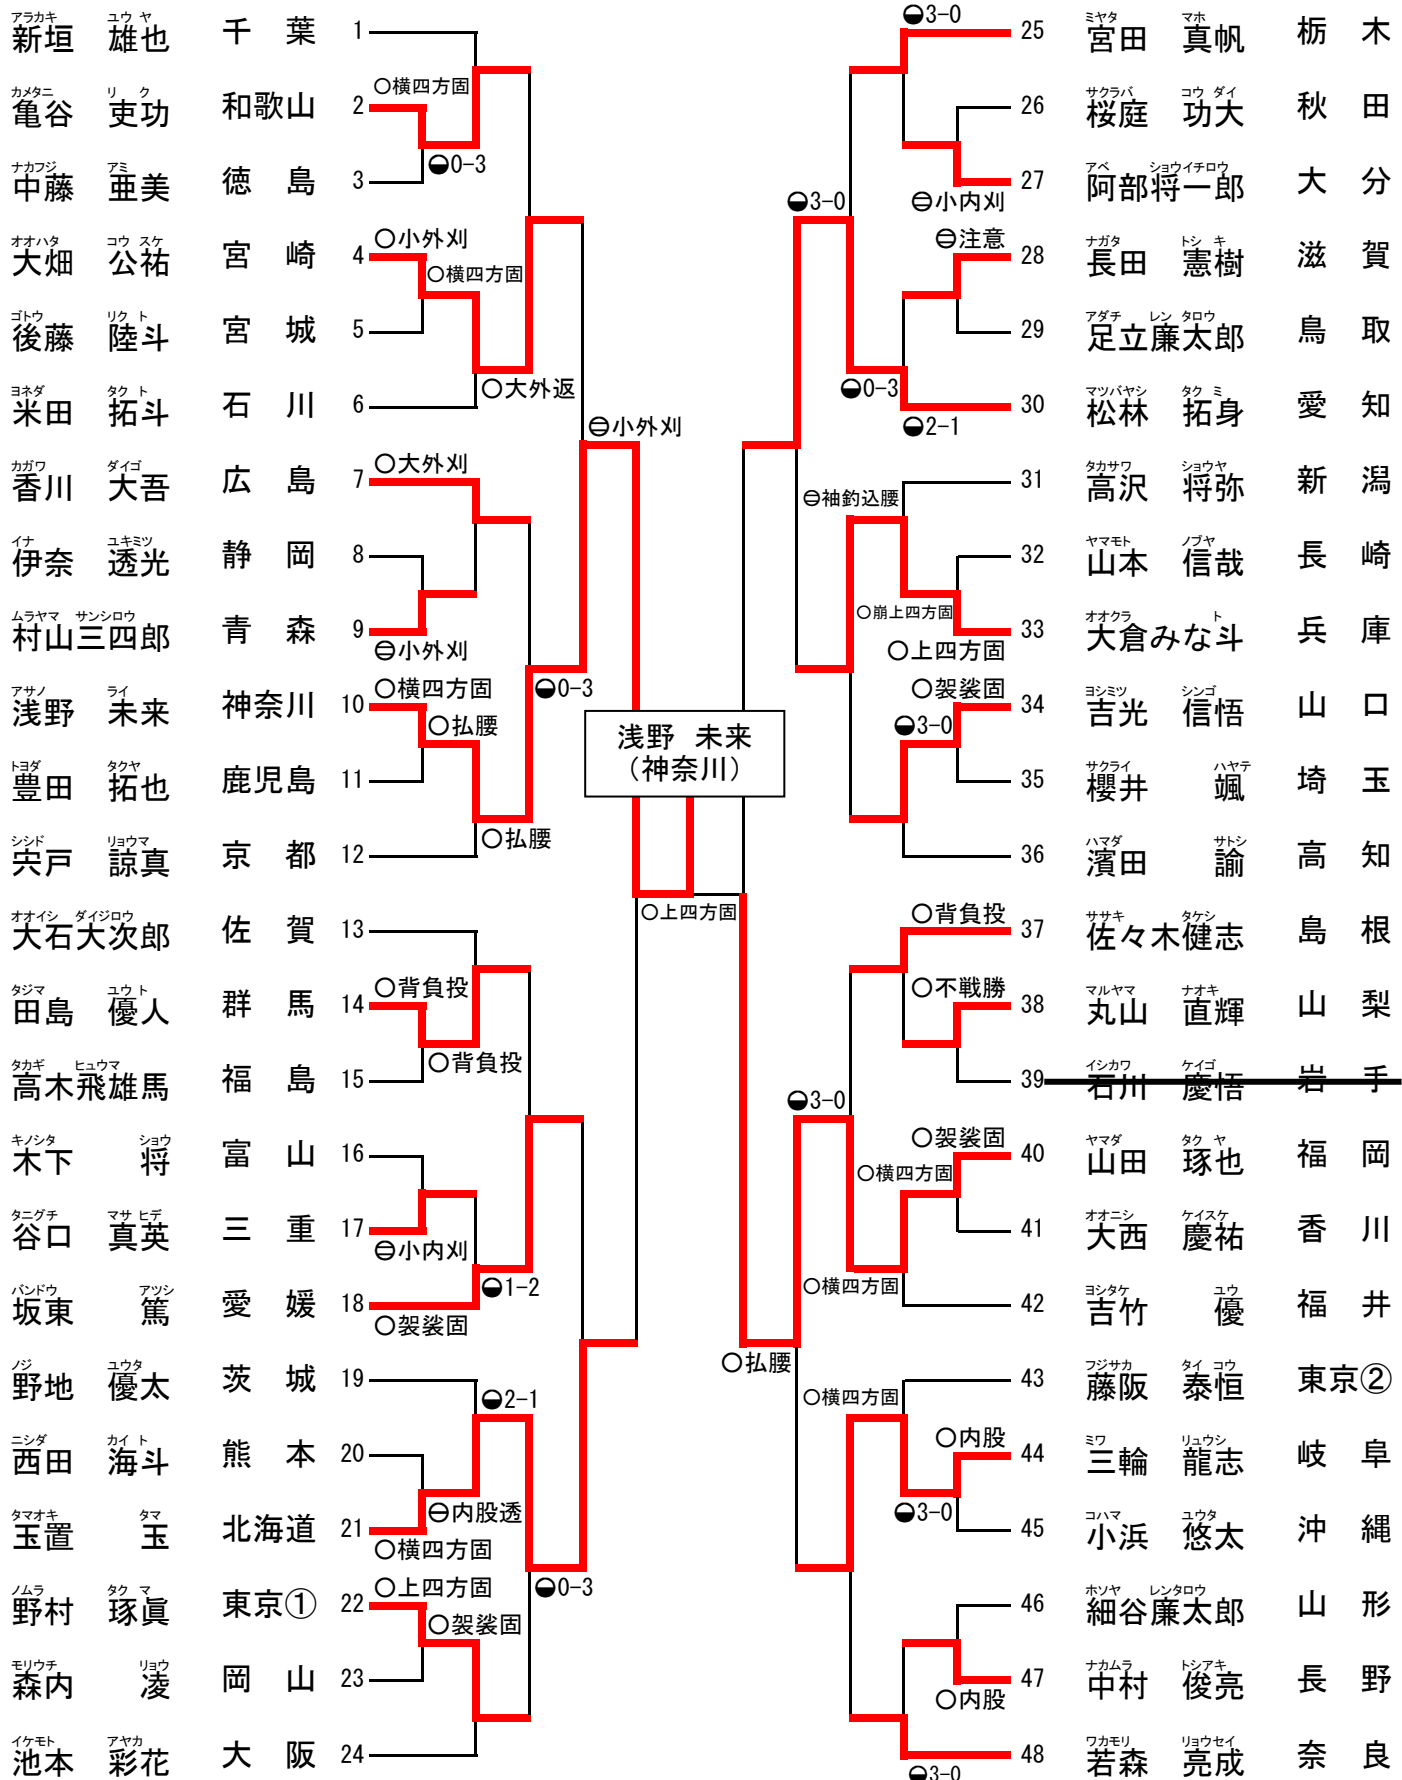 アラカキ ユウ ヤ
新垣 雄也 千葉 1
カメタニ リ ク
亀谷 吏功 和歌山 2
○横四方固
ナカフジ アミ
中藤 亜美 徳島 3
◒0-3
オオハタ コウ スケ
大畑 公祐 宮崎 4
○小外刈
○横四方固
ゴトウ リク ト
後藤 陸斗 宮城 5
ヨネダ タク ト
米田 拓斗 石川 6
○大外返
⊖小外刈
カガワ ダイゴ
香川 大吾 広島 7
○大外刈
イナ ユキミツ
伊奈 透光 静岡 8
ムラヤマ サンシロウ
村山三四郎 青森 9
⊖小外刈
アサノ ライ
浅野 未来 神奈川 10
○横四方固
◒0-3
○払腰
トヨダ タクヤ
豊田 拓也 鹿児島 11
シシド リョウマ
宍戸 諒真 京都 12
○払腰
オオイシ ダイジロウ
大石大次郎 佐賀 13
タジマ ユウ ト
田島 優人 群馬 14
○背負投
タカギ ヒュウマ
高木飛雄馬 福島 15
○背負投
キノシタ ショウ
木下 将 富山 16
タニグチ マサ ヒデ
谷口 真英 三重 17
⊖小内刈
バンドウ アツシ
坂東 篤 愛媛 18
◒1-2
○袈裟固
ノジ ユウタ
野地 優太 茨城 19
◒2-1
ニシダ カイ ト
西田 海斗 熊本 20
タマオキ タマ
玉置 玉 北海道 21
⊖内股透
○横四方固
ノムラ タク マ
野村 琢眞 東京① 22
○上四方固
◒0-3
○袈裟固
モリウチ リョウ
森内 凌 岡山 23
イケモト アヤカ
池本 彩花 大阪 24
浅野 未来
(神奈川)
○上四方固
◒3-0
ミヤタ マホ
25 宮田 真帆 栃木
サクラバ コウ ダイ
26 桜庭 功大 秋田
アベ ショウイチロウ
27 阿部将一郎 大分
⊖小内刈
◒3-0
⊖注意
ナガタ トシ キ
28 長田 憲樹 滋賀
アダチ レン タロウ
29 足立廉太郎 鳥取
◒0-3
マツバヤシ タク ミ
30 松林 拓身 愛知
◒2-1
タカサワ ショウヤ
31 高沢 将弥 新潟
⊖袖釣込腰
ヤマモト ノブヤ
32 山本 信哉 長崎
○崩上四方固
オオクラ ト
33 大倉みな斗 兵庫
○上四方固
○袈裟固
ヨシミツ シンゴ
34 吉光 信悟 山口
◒3-0
サクライ ハヤテ
35 櫻井 颯 埼玉
ハマダ サトシ
36 濱田 諭 高知
○背負投
ササキ タケシ
37 佐々木健志 島根
○不戦勝
マルヤマ ナオキ
38 丸山 直輝 山梨
イシカワ ケイゴ
39 石川 慶悟 岩手
◒3-0
○袈裟固
ヤマダ タク ヤ
40 山田 琢也 福岡
○横四方固
オオニシ ケイスケ
41 大西 慶祐 香川
○横四方固
ヨシタケ ユウ
42 吉竹 優 福井
○払腰
フジサカ タイ コウ
43 藤阪 泰恒 東京②
○横四方固
○内股
ミワ リュウシ
44 三輪 龍志 岐阜
◒3-0
コハマ ユウタ
45 小浜 悠太 沖縄
ホソヤ レンタロウ
46 細谷廉太郎 山形
ナカムラ トシアキ
47 中村 俊亮 長野
○内股
ワカモリ リョウセイ
48 若森 亮成 奈良
◒3-0